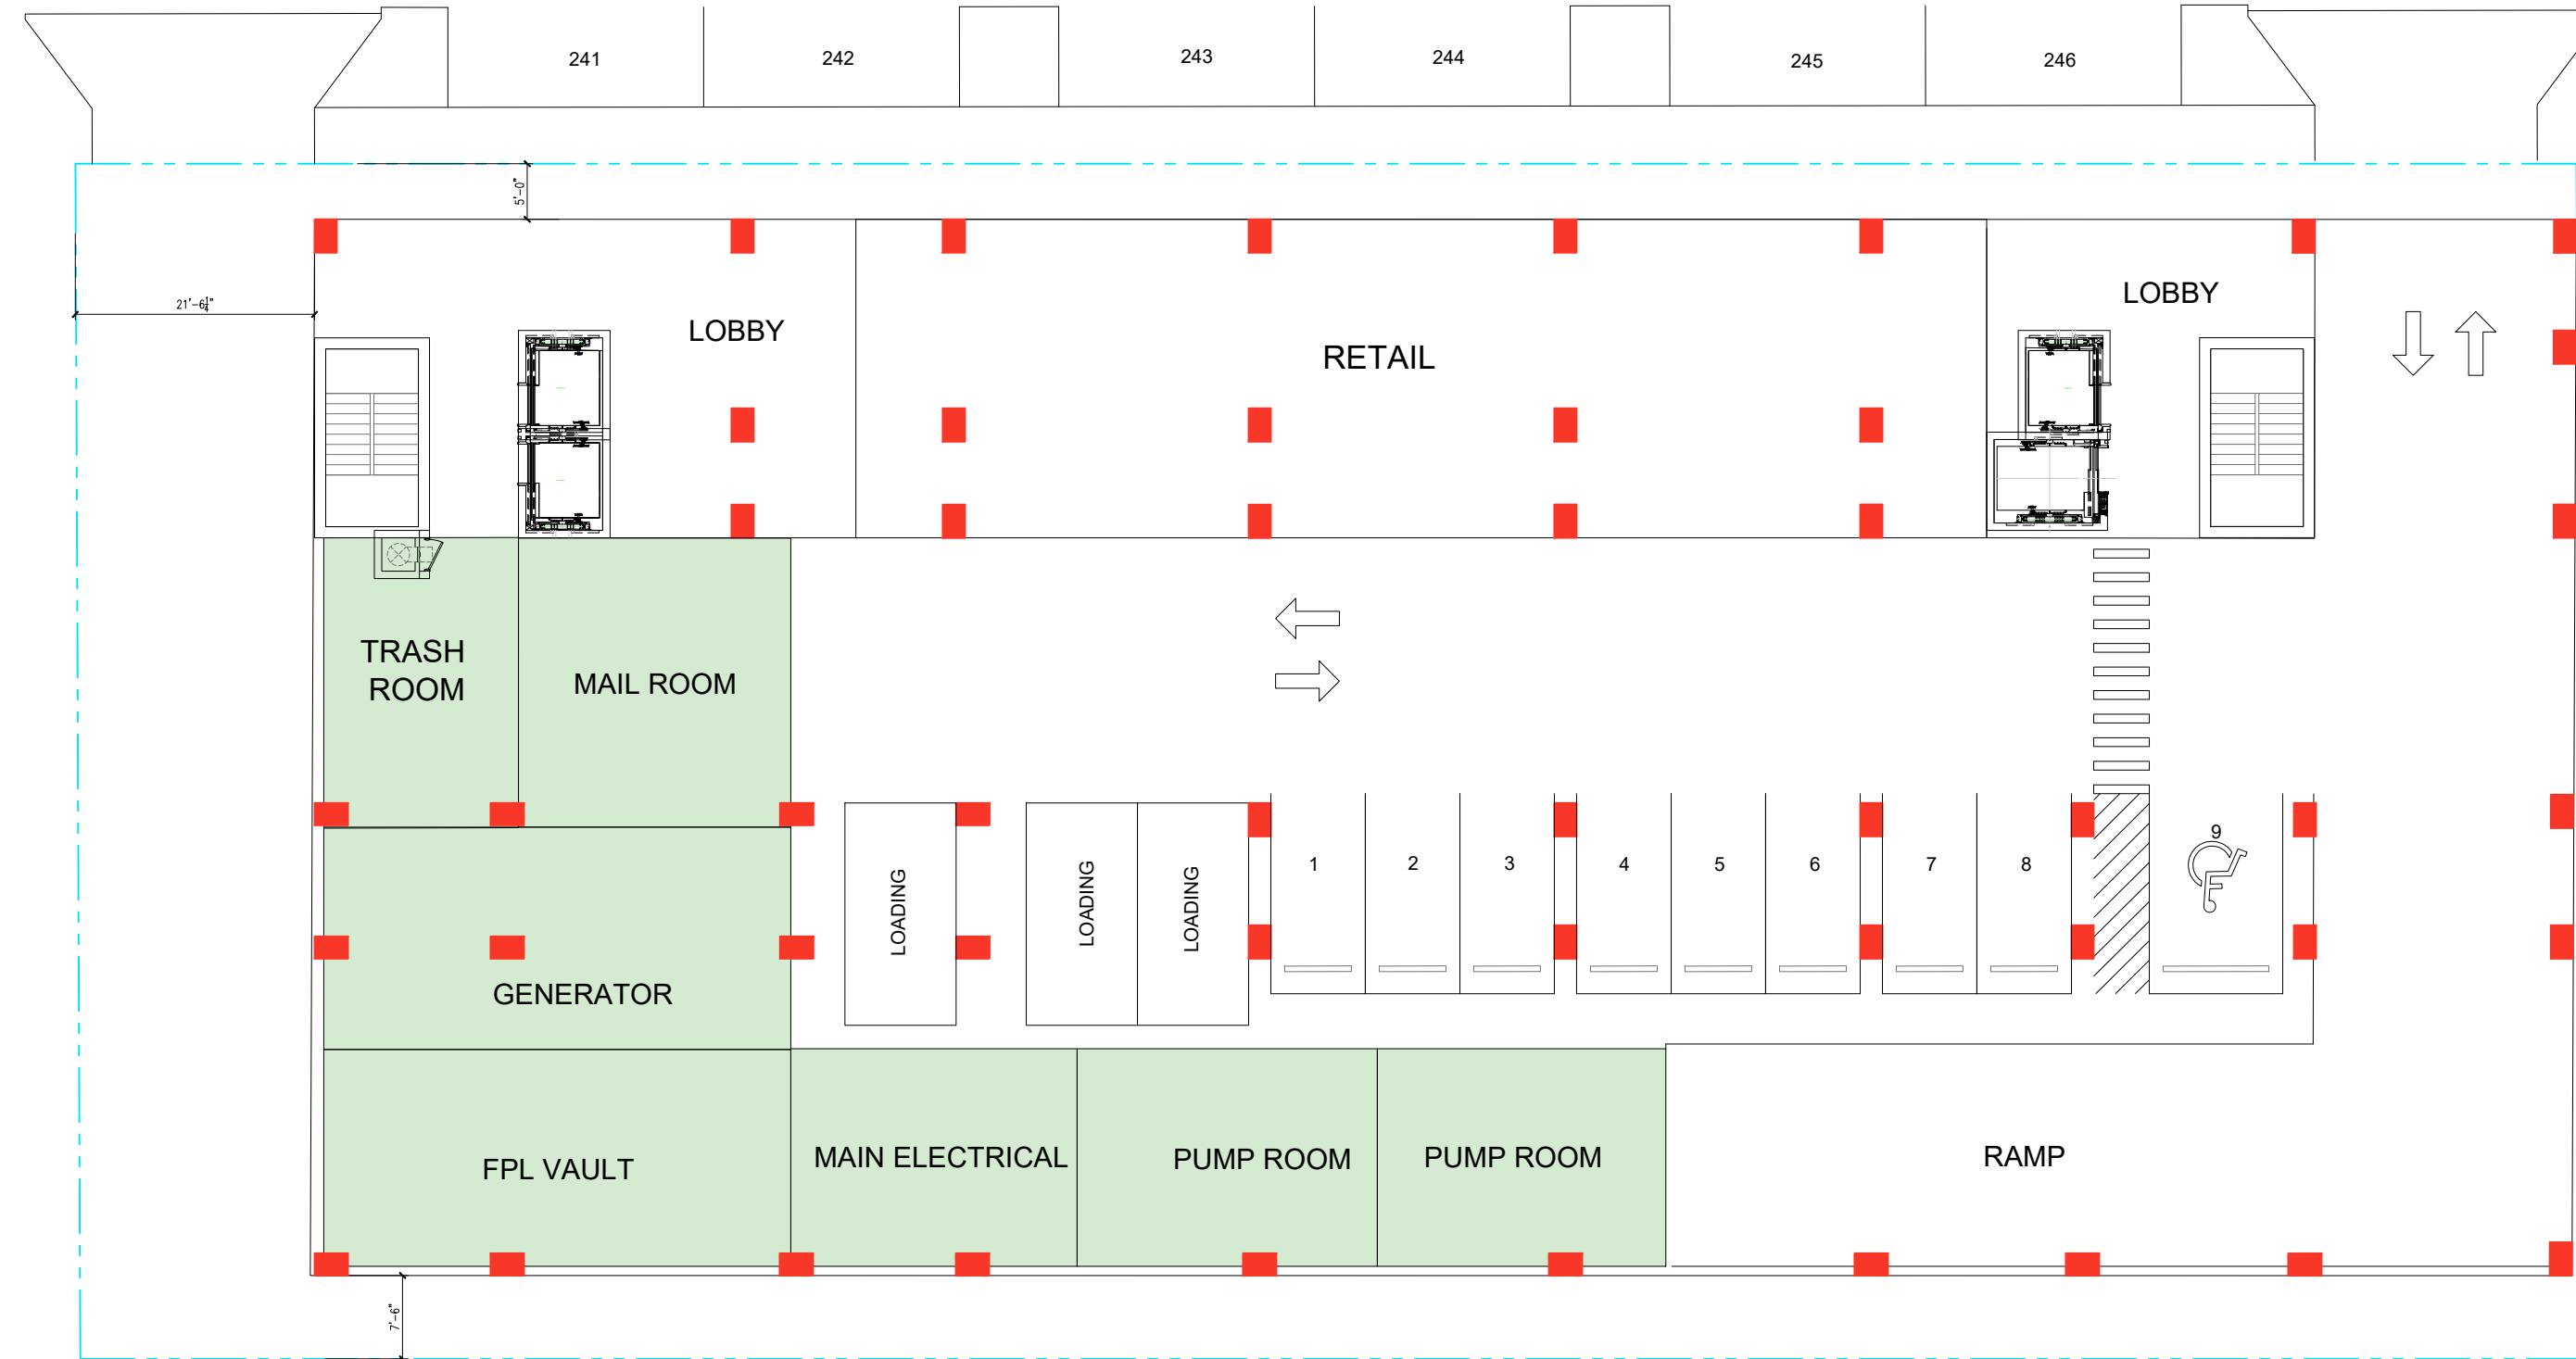 241
242
243
244
245
246
5'-0"
21'-6¼"
LOBBY
LOBBY
RETAIL
TRASH
ROOM
MAIL ROOM
9
1
2
3
4
5
6
7
8
LOADING
LOADING
LOADING
GENERATOR
FPL VAULT
MAIN ELECTRICAL
PUMP ROOM
PUMP ROOM
RAMP
7'-6"